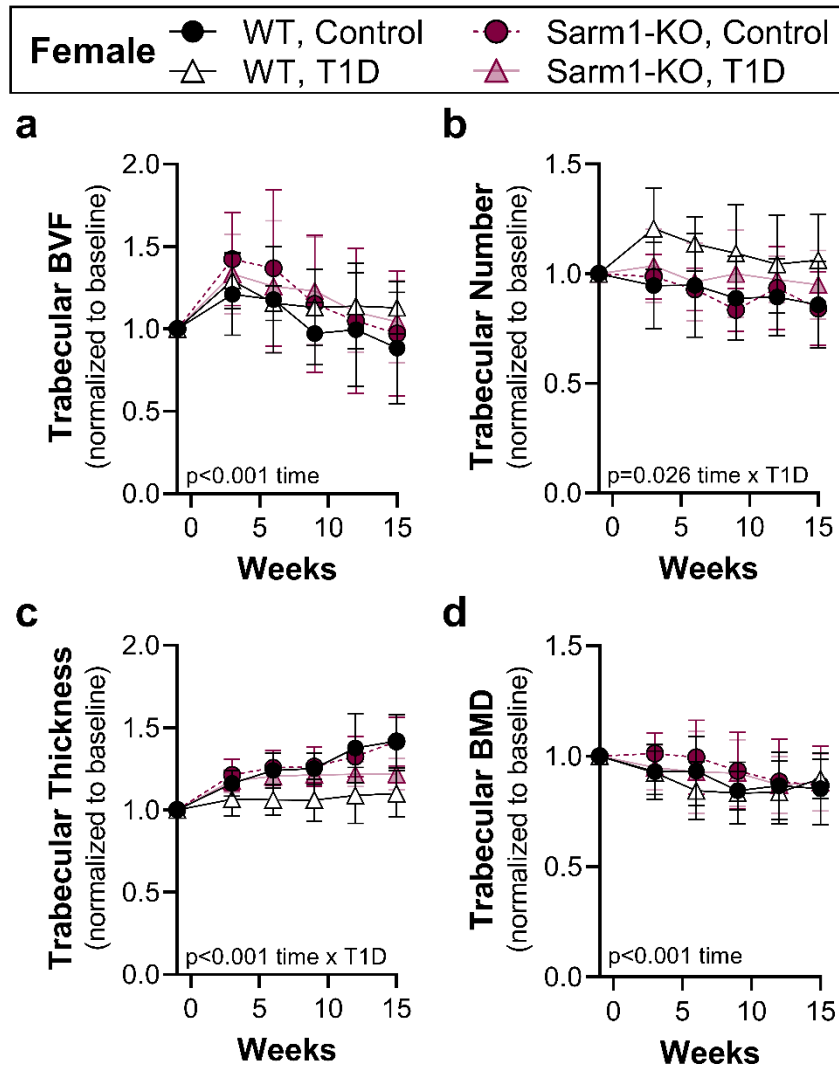 Female
WT, Control
Sarm1-KO, Control
WT, T1D
Sarm1-KO, T1D
a
Trabecular BVF
(normalized to baseline)
2.0
1.5
1.0
0.5
0.0
p<0.001 time
0
5
10
15
Weeks
b
Trabecular Number
(normalized to baseline)
1.5
1.0
0.5
0.0
p=0.026 time x T1D
0
5
10
15
Weeks
c
Trabecular Thickness
(normalized to baseline)
2.0
1.5
1.0
0.5
0.0
p<0.001 time x T1D
0
5
10
15
Weeks
d
Trabecular BMD
(normalized to baseline)
1.5
1.0
0.5
0.0
p<0.001 time
0
5
10
15
Weeks